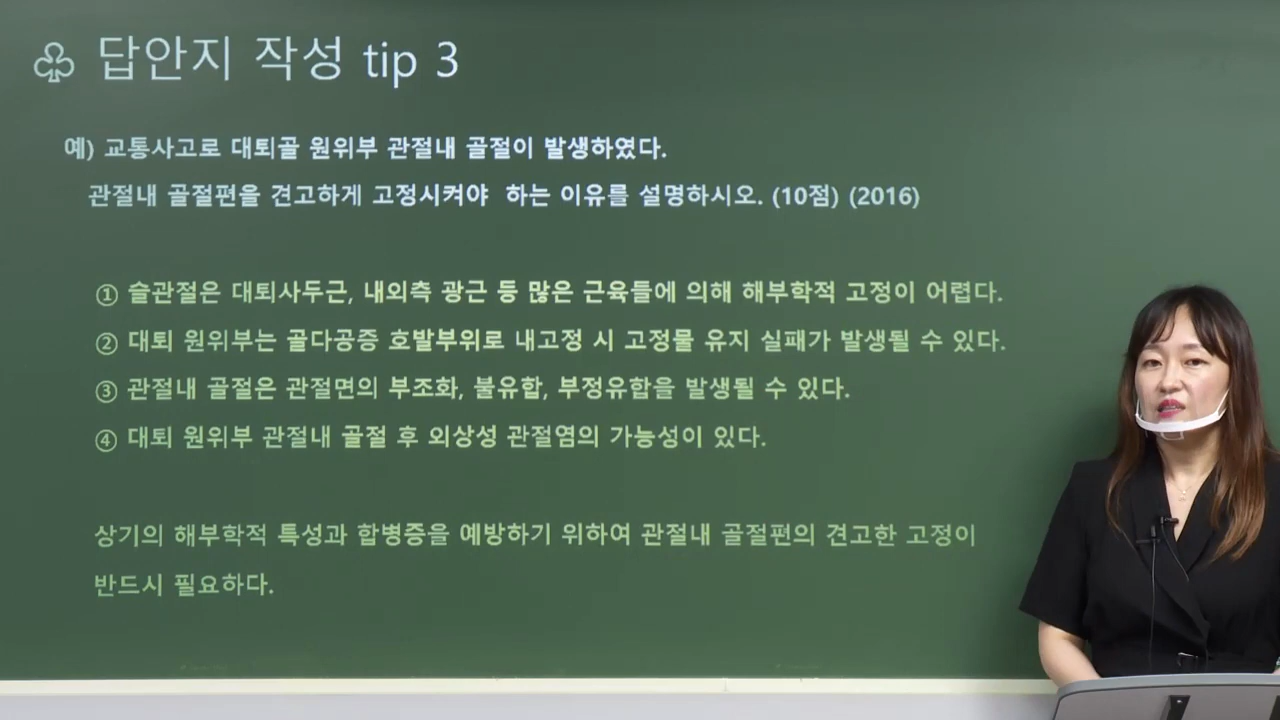 ♧ 답안지 작성 tip 3
예) 교통사고로 대퇴골 원위부 관절내 골절이 발생하였다.
관절내 골절편을 견고하게 고정시켜야 하는 이유를 설명하시오. (10점) (2016)
① 슬관절은 대퇴사두근, 내외측 광근 등 많은 근육들에 의해 해부학적 고정이 어렵다.
② 대퇴 원위부는 골다공증 호발부위로 내고정 시 고정물 유지 실패가 발생될 수 있다.
③ 관절내 골절은 관절면의 부조화, 불유합, 부정유합을 발생될 수 있다.
④ 대퇴 원위부 관절내 골절 후 외상성 관절염의 가능성이 있다.
상기의 해부학적 특성과 합병증을 예방하기 위하여 관절내 골절편의 견고한 고정이
반드시 필요하다.